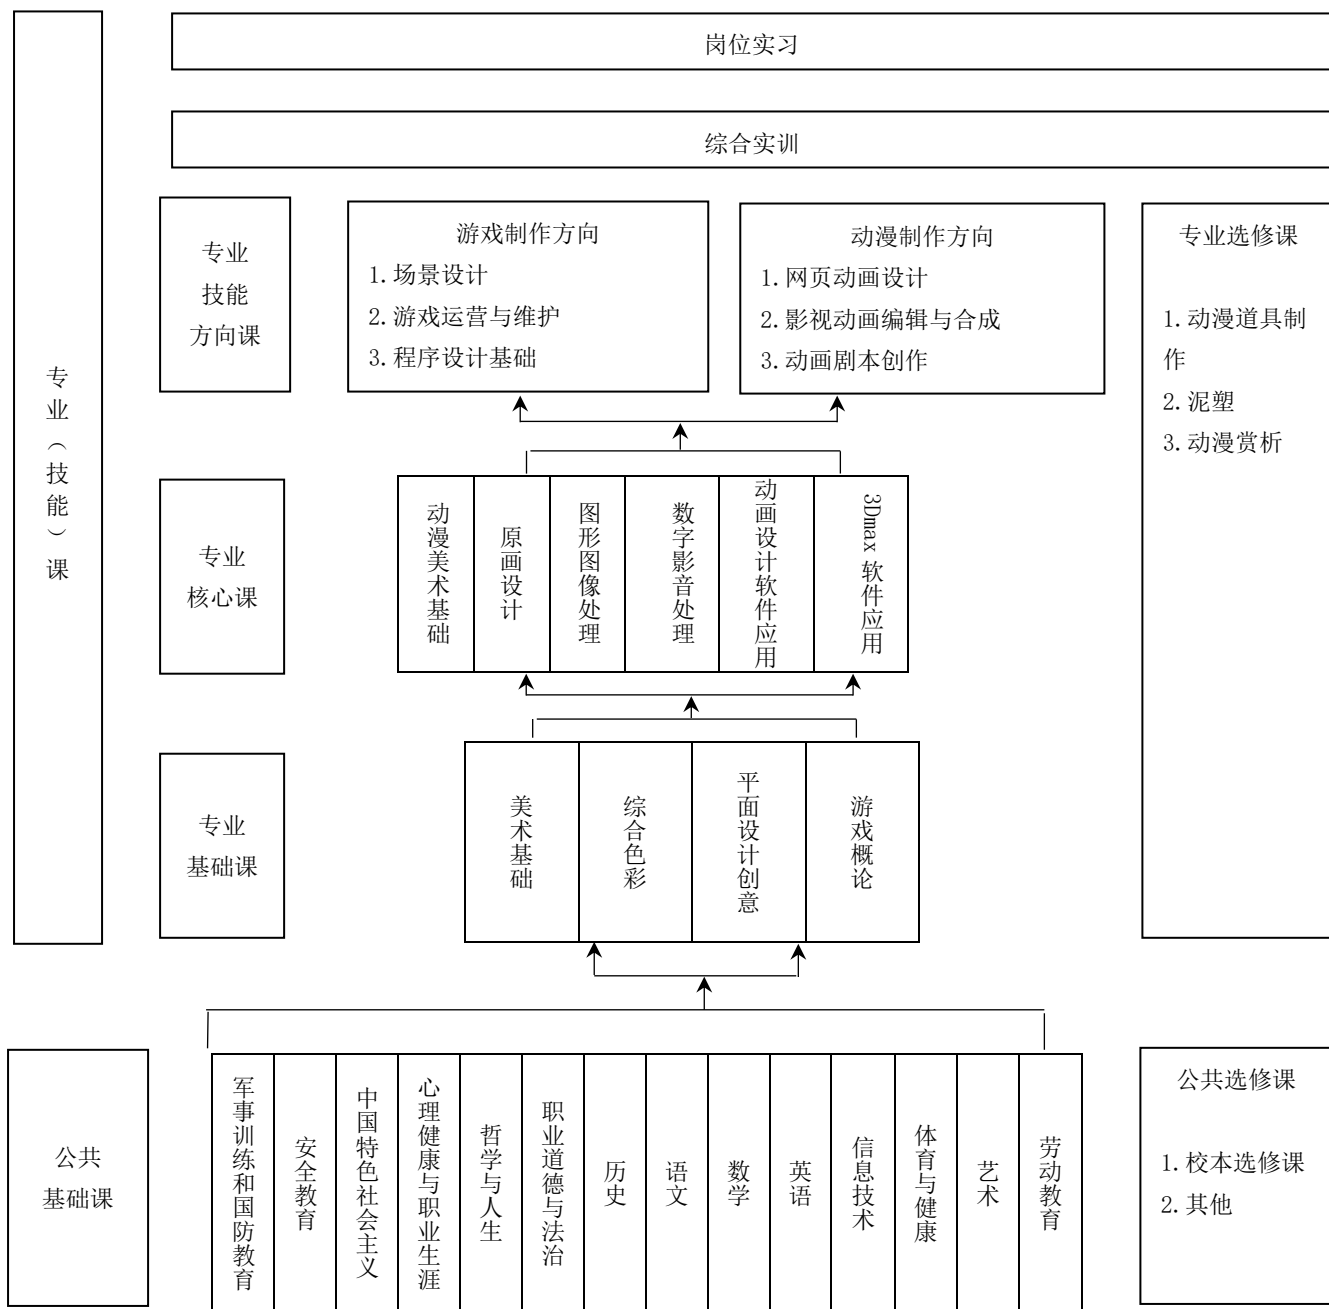 岗位实习
综合实训
专业（技能）课
专业
技能
方向课
游戏制作方向
1.场景设计
2.游戏运营与维护
3.程序设计基础
动漫制作方向
1.网页动画设计
2.影视动画编辑与合成
3.动画剧本创作
专业选修课
1.动漫道具制
作
2.泥塑
3.动漫赏析
专业
核心课
动漫美术基础
原画设计
图形图像处理
数字影音处理
动画设计软件应用
3Dmax 软件应用
专业
基础课
美术基础
综合色彩
平面设计创意
游戏概论
公共
基础课
军事训练和国防教育
安全教育
中国特色社会主义
心理健康与职业生涯
哲学与人生
职业道德与法治
历史
语文
数学
英语
信息技术
体育与健康
艺术
劳动教育
公共选修课
1.校本选修课
2.其他